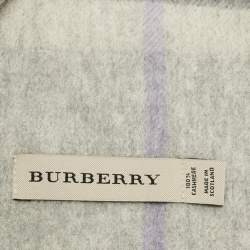 BURBERRY
100%
CASHMERE
MADE IN
SCOTLAND